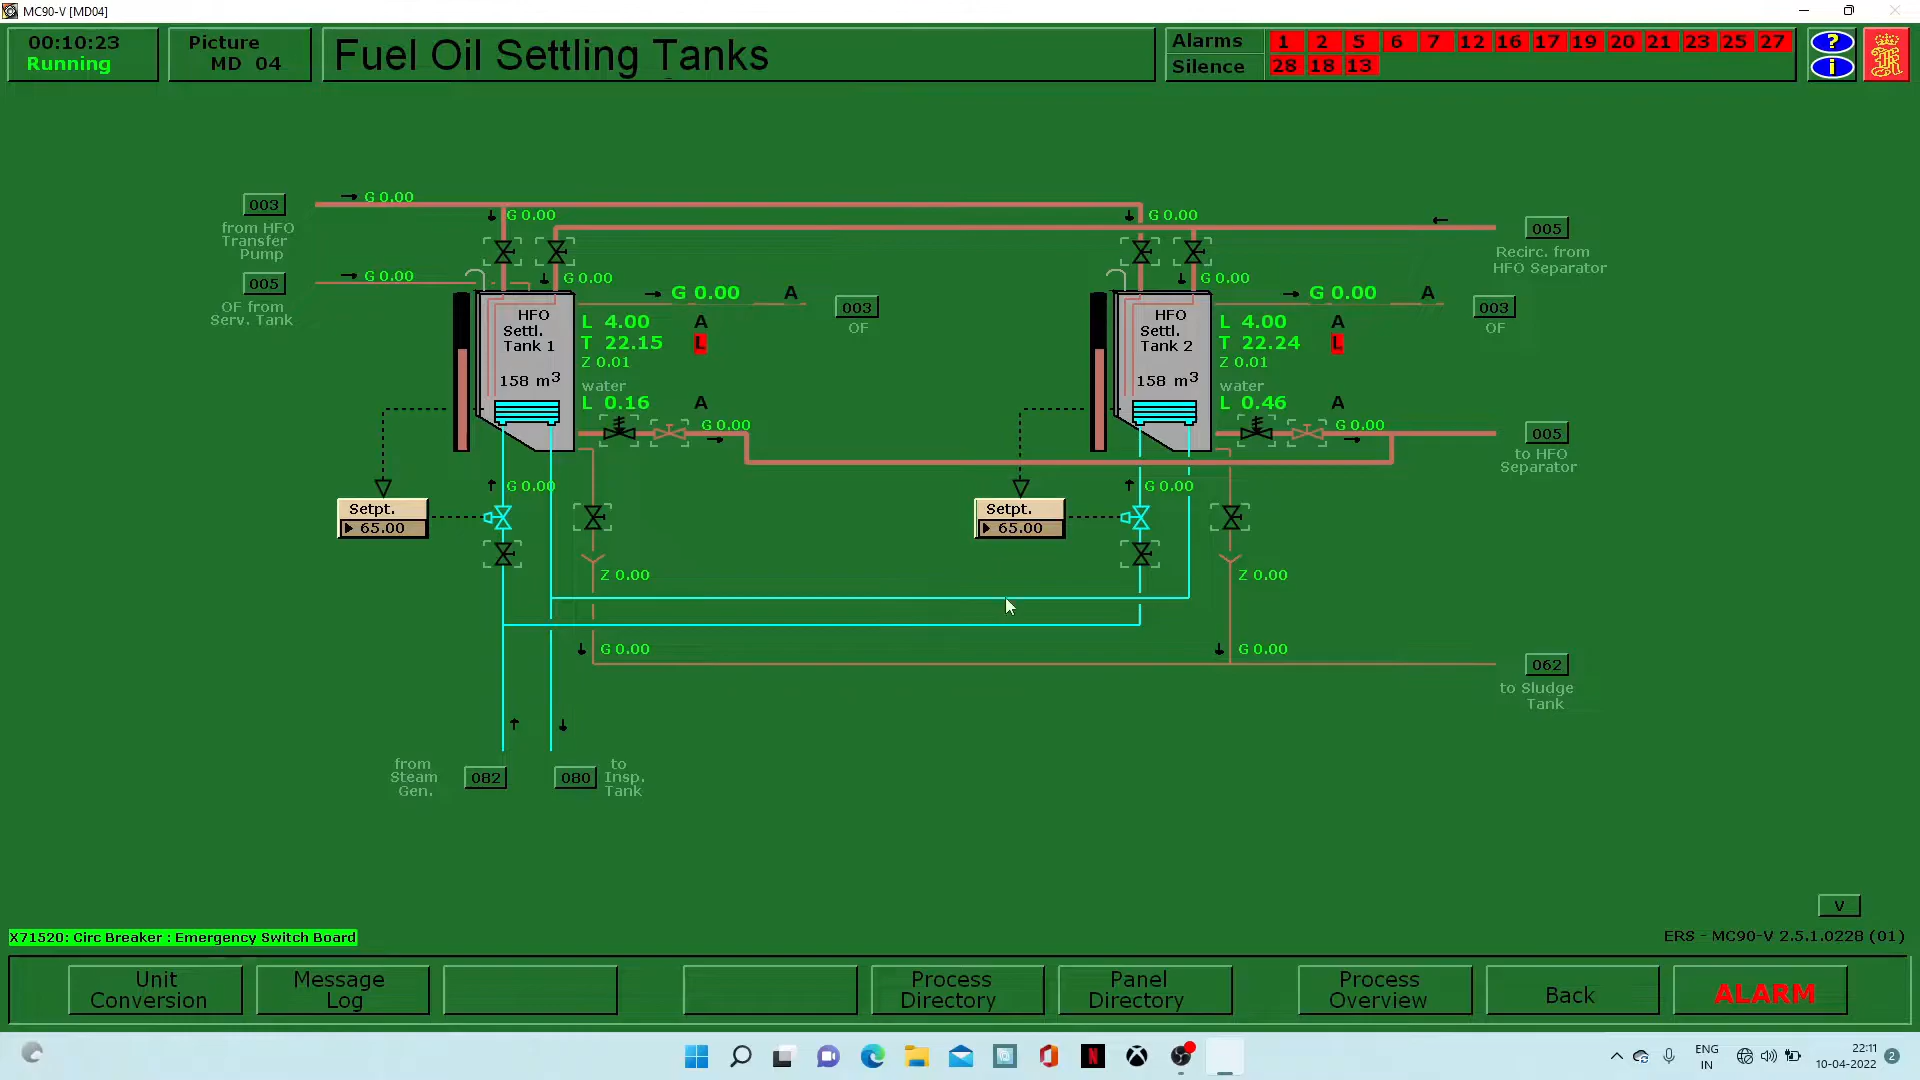 MC90-V [MD04]
00:10:23
Running
Picture
MD 04
Fuel Oil Settling Tanks
Alarms 1 2 5 6 7 12 16 17 19 20 21 23 25 27
Silence 28 18 13
?
i
003
from HFO
Transfer
Pump
G 0.00
G 0.00
G 0.00
005
Recirc. from
HFO Separator
005
OF from
Serv. Tank
G 0.00
G 0.00
G 0.00
G 0.00 A
003
OF
G 0.00 A
003
OF
HFO
Settl.
Tank 1
158 m³
L 4.00 A
T 22.15 L
Z 0.01
water
L 0.16 A
G 0.00
HFO
Settl.
Tank 2
158 m³
L 4.00 A
T 22.24 L
Z 0.01
water
L 0.46 A
G 0.00
005
to HFO
Separator
G 0.00
G 0.00
Setpt.
65.00
Setpt.
65.00
Z 0.00
Z 0.00
G 0.00
G 0.00
062
to Sludge
Tank
from
Steam
Gen.
082
080
to
Insp.
Tank
V
X71520: Circ Breaker : Emergency Switch Board
ERS - MC90-V 2.5.1.0228 (01)
Unit
Conversion
Message
Log
Process
Directory
Panel
Directory
Process
Overview
Back
ALARM
ENG
IN
22:11
10-04-2022
2